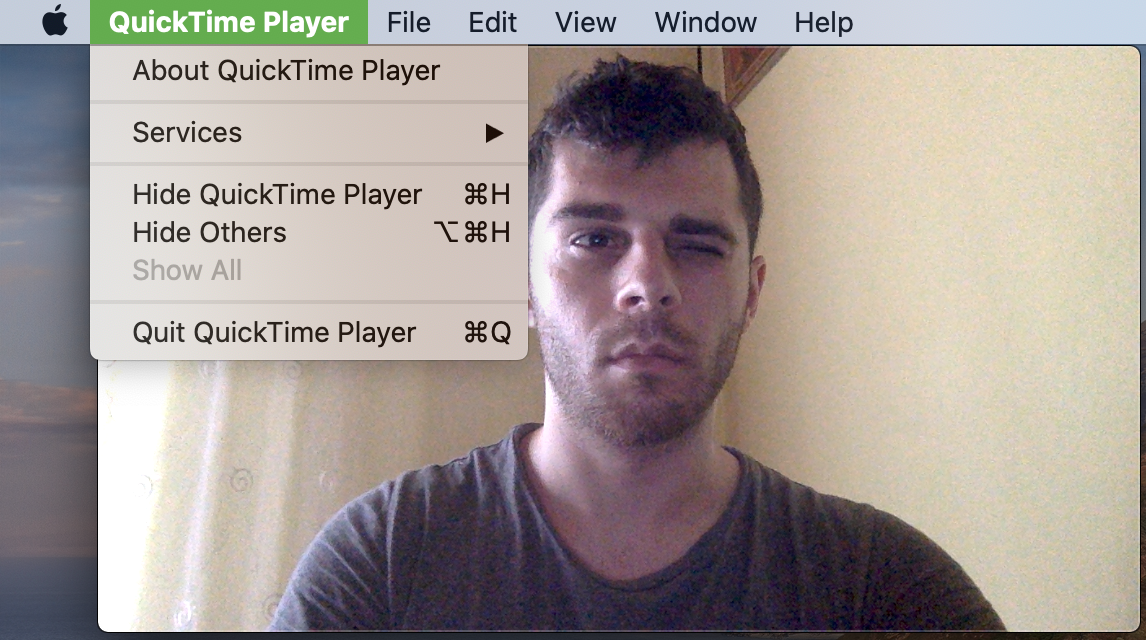 QuickTime Player File Edit View Window Help
About QuickTime Player
Services ▶
Hide QuickTime Player ⌘H
Hide Others ⌥⌘H
Show All
Quit QuickTime Player ⌘Q